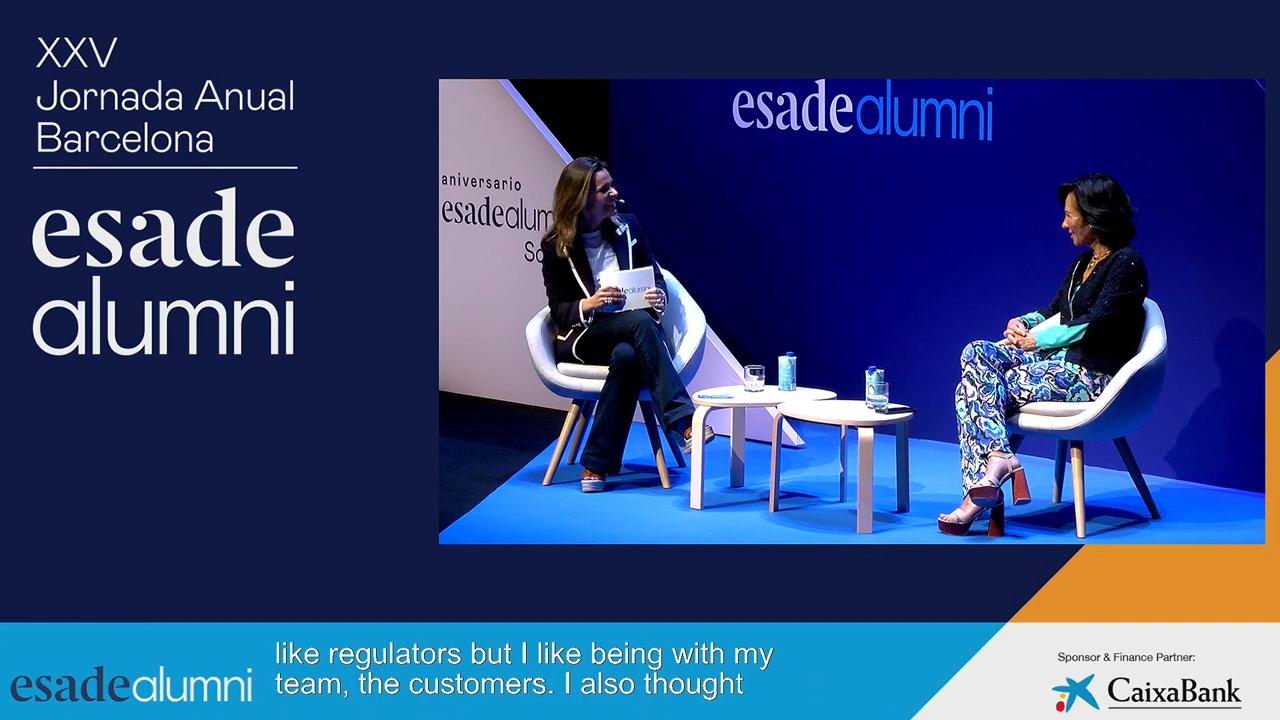 XXV
Jornada Anual
Barcelona
esade
alumni
esadealumni
aniversario
esadealum
So
esadealumni
like regulators but I like being with my
team, the customers. I also thought
Sponsor & Finance Partner:
CaixaBank